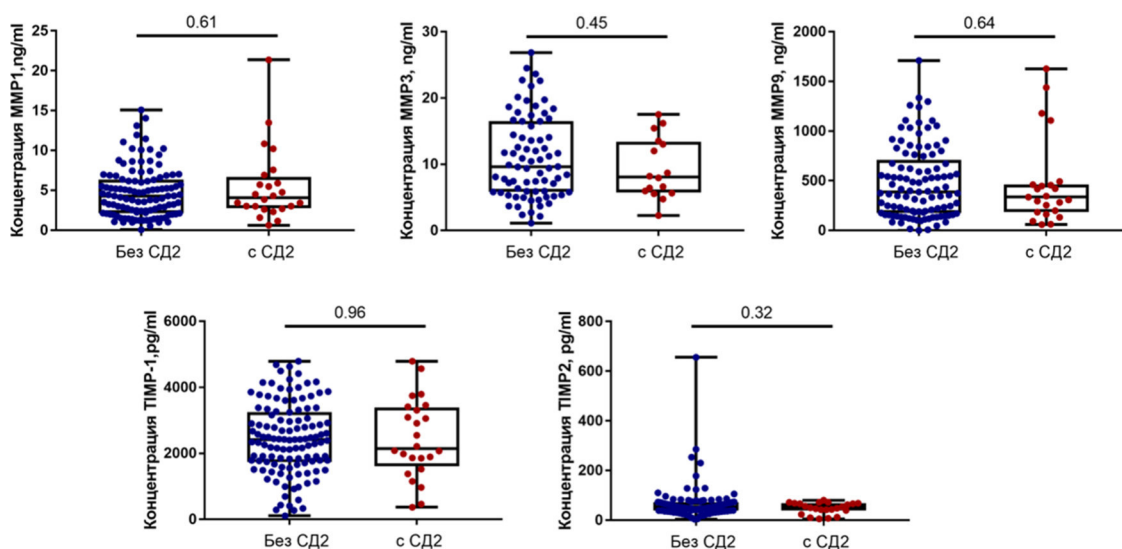 0.61
Концентрация MMP1,ng/ml
25
20
15
10
5
0
Без СД2
с СД2
0.45
Концентрация MMP3, ng/ml
30
20
10
0
Без СД2
с СД2
0.64
Концентрация MMP9, ng/ml
2000
1500
1000
500
0
Без СД2
с СД2
0.96
Концентрация TIMP-1,pg/ml
6000
4000
2000
0
Без СД2
с СД2
0.32
Концентрация TIMP2, pg/ml
800
600
400
200
0
Без СД2
с СД2